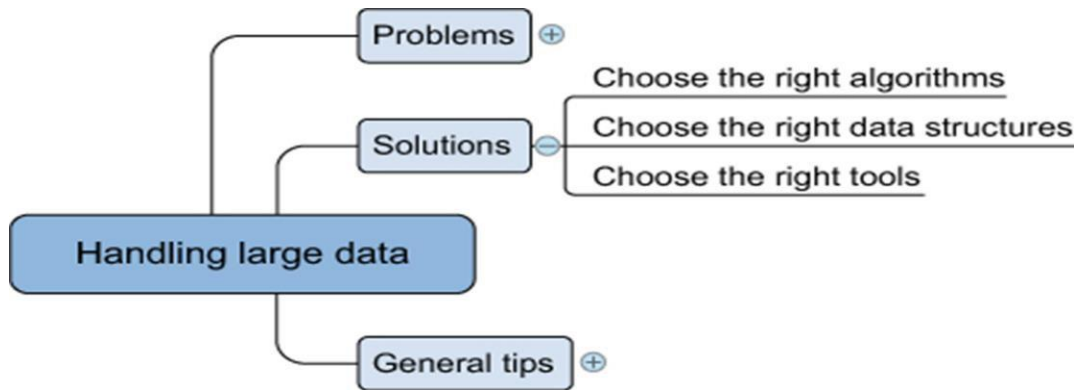 Problems
Choose the right algorithms
Solutions
Choose the right data structures
Choose the right tools
Handling large data
General tips